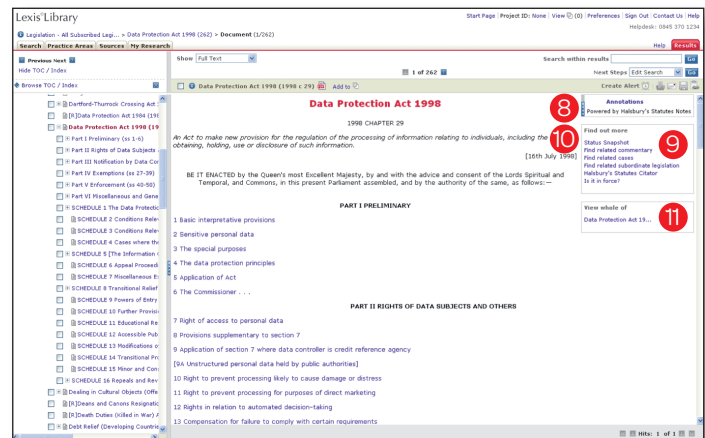 Lexis®Library
Start Page | Project ID: None | View (0) | Preferences | Sign Out | Contact Us | Help
Helpdesk: 0845 370 1234
All Subscribed Legi... > Data Protection Act 1998 (262) > Document (1/262)
Search Practice Areas Sources My Research
Help Results
Previous Next
Show Full Text
Search within results Go
Hide TOC / Index
1 of 262
Next Steps Edit Search Go
Browse TOC / Index
Data Protection Act 1998 (1998 c 29) Add to
Create Alert
Dartford-Thurrock Crossing Act
[R]Data Protection Act 1984 (198
Data Protection Act 1998 (19
Part I Preliminary (ss 1-6)
Part II Rights of Data Subjects
Part III Notification by Data Con
Part IV Exemptions (ss 27-39)
Part V Enforcement (ss 40-50)
Part VI Miscellaneous and Gene
SCHEDULE 1 The Data Protectic
SCHEDULE 2 Conditions Relev
SCHEDULE 3 Conditions Relev
SCHEDULE 4 Cases where the
SCHEDULE 5 [The Information C
SCHEDULE 6 Appeal Proceedi
SCHEDULE 7 Miscellaneous Ex
SCHEDULE 8 Transitional Relief
SCHEDULE 9 Powers of Entry
SCHEDULE 10 Further Provisio
SCHEDULE 11 Educational Re
SCHEDULE 12 Accessible Pub
SCHEDULE 13 Modifications o
SCHEDULE 14 Transitional Pro
SCHEDULE 15 Minor and Cons
SCHEDULE 16 Repeals and Rev
Dealing in Cultural Objects (Offe
[R]Deans and Canons Resignatio
[R]Death Duties (Killed in War) A
Debt Relief (Developing Countrie
Data Protection Act 1998
1998 CHAPTER 29
An Act to make new provision for the regulation of the processing of information relating to individuals, including the
obtaining, holding, use or disclosure of such information.
[16th July 1998]
BE IT ENACTED by the Queen's most Excellent Majesty, by and with the advice and consent of the Lords Spiritual and
Temporal, and Commons, in this present Parliament assembled, and by the authority of the same, as follows:—
PART I PRELIMINARY
1 Basic interpretative provisions
2 Sensitive personal data
3 The special purposes
4 The data protection principles
5 Application of Act
6 The Commissioner . . .
PART II RIGHTS OF DATA SUBJECTS AND OTHERS
7 Right of access to personal data
8 Provisions supplementary to section 7
9 Application of section 7 where data controller is credit reference agency
[9A Unstructured personal data held by public authorities]
10 Right to prevent processing likely to cause damage or distress
11 Right to prevent processing for purposes of direct marketing
12 Rights in relation to automated decision-taking
13 Compensation for failure to comply with certain requirements
8
Annotations
Powered by Halsbury's Statutes Notes
10
Find out more
9
Status Snapshot
Find related commentary
Find related cases
Find related subordinate legislation
Halsbury's Statutes Citator
Is it in force?
View whole of
11
Data Protection Act 19...
Hits: 1 of 1